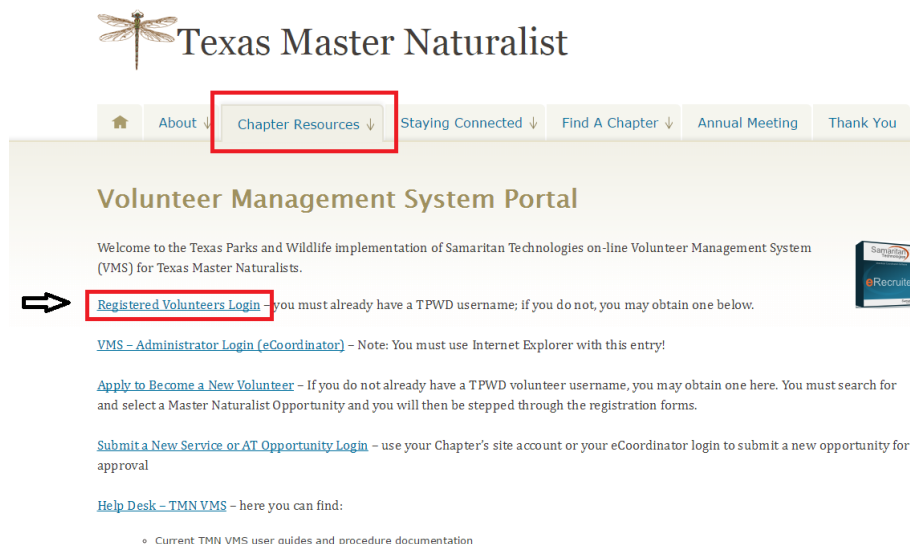 Texas Master Naturalist
About ↓ Chapter Resources ↓ Staying Connected ↓ Find A Chapter ↓ Annual Meeting Thank You
Volunteer Management System Portal
Welcome to the Texas Parks and Wildlife implementation of Samaritan Technologies on-line Volunteer Management System
(VMS) for Texas Master Naturalists.
Samaritan
Technologies
eRecruite
Registered Volunteers Login – you must already have a TPWD username; if you do not, you may obtain one below.
VMS – Administrator Login (eCoordinator) – Note: You must use Internet Explorer with this entry!
Apply to Become a New Volunteer – If you do not already have a TPWD volunteer username, you may obtain one here. You must search for
and select a Master Naturalist Opportunity and you will then be stepped through the registration forms.
Submit a New Service or AT Opportunity Login – use your Chapter's site account or your eCoordinator login to submit a new opportunity for
approval
Help Desk – TMN VMS – here you can find:
Current TMN VMS user guides and procedure documentation